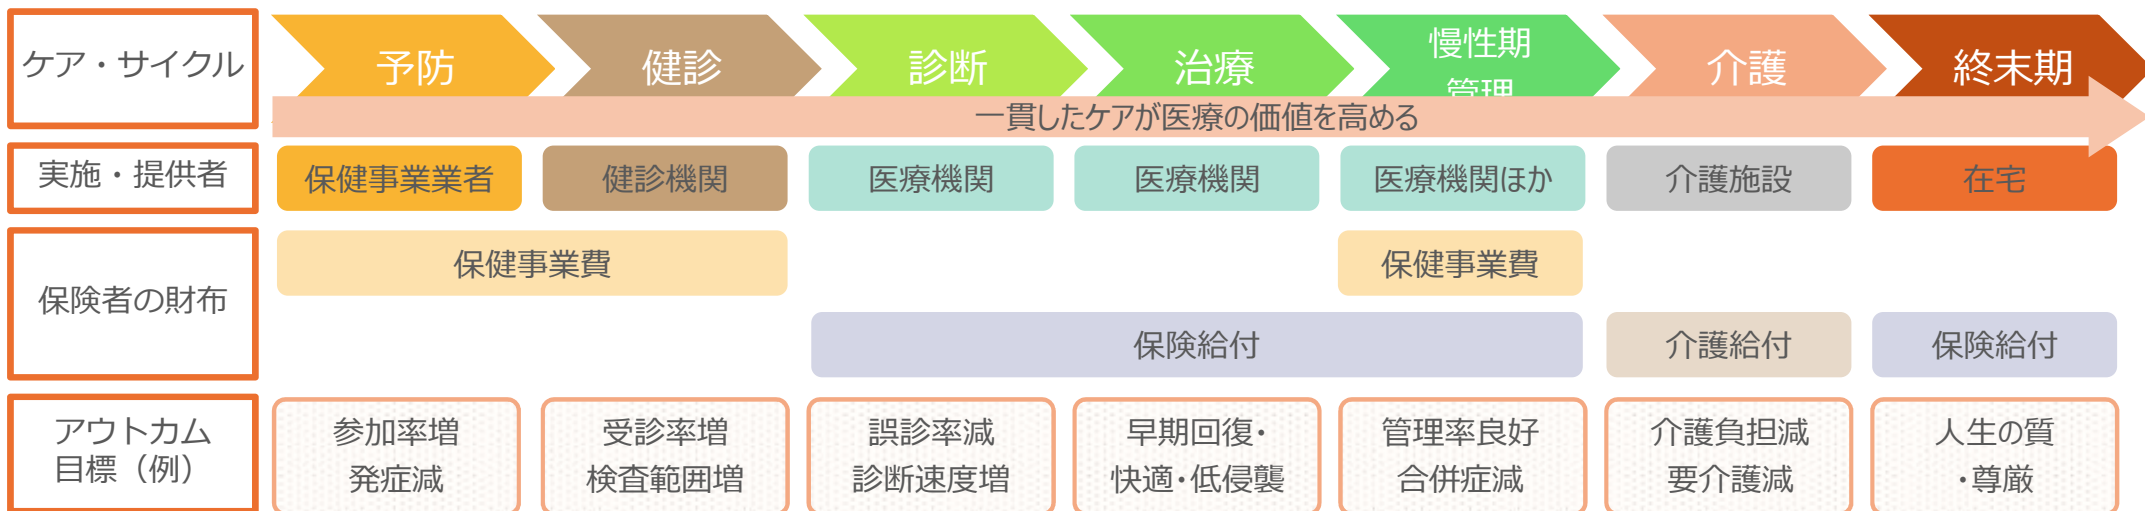 ケア・サイクル
予防
健診
診断
治療
慢性期
管理
介護
終末期
一貫したケアが医療の価値を高める
実施・提供者
保健事業業者
健診機関
医療機関
医療機関
医療機関ほか
介護施設
在宅
保険者の財布
保健事業費
保健事業費
保険給付
介護給付
保険給付
アウトカム
目標（例）
参加率増
発症減
受診率増
検査範囲増
誤診率減
診断速度増
早期回復・
快適・低侵襲
管理率良好
合併症減
介護負担減
要介護減
人生の質
・尊厳